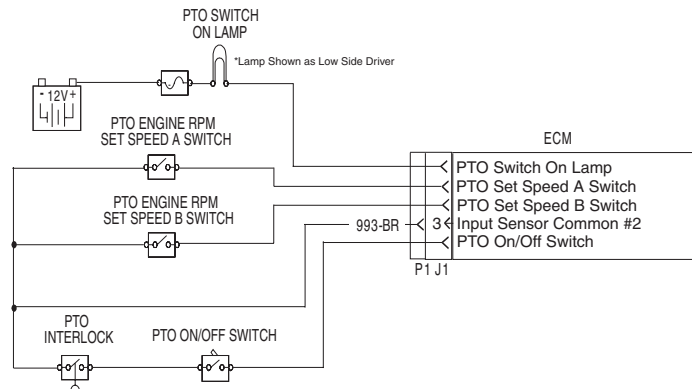 PTO SWITCH
ON LAMP
*Lamp Shown as Low Side Driver
- 12V+
PTO ENGINE RPM
SET SPEED A SWITCH
ECM
PTO Switch On Lamp
PTO Set Speed A Switch
PTO ENGINE RPM
SET SPEED B SWITCH
PTO Set Speed B Switch
993-BR
3
Input Sensor Common #2
PTO On/Off Switch
P1 J1
PTO
INTERLOCK
PTO ON/OFF SWITCH